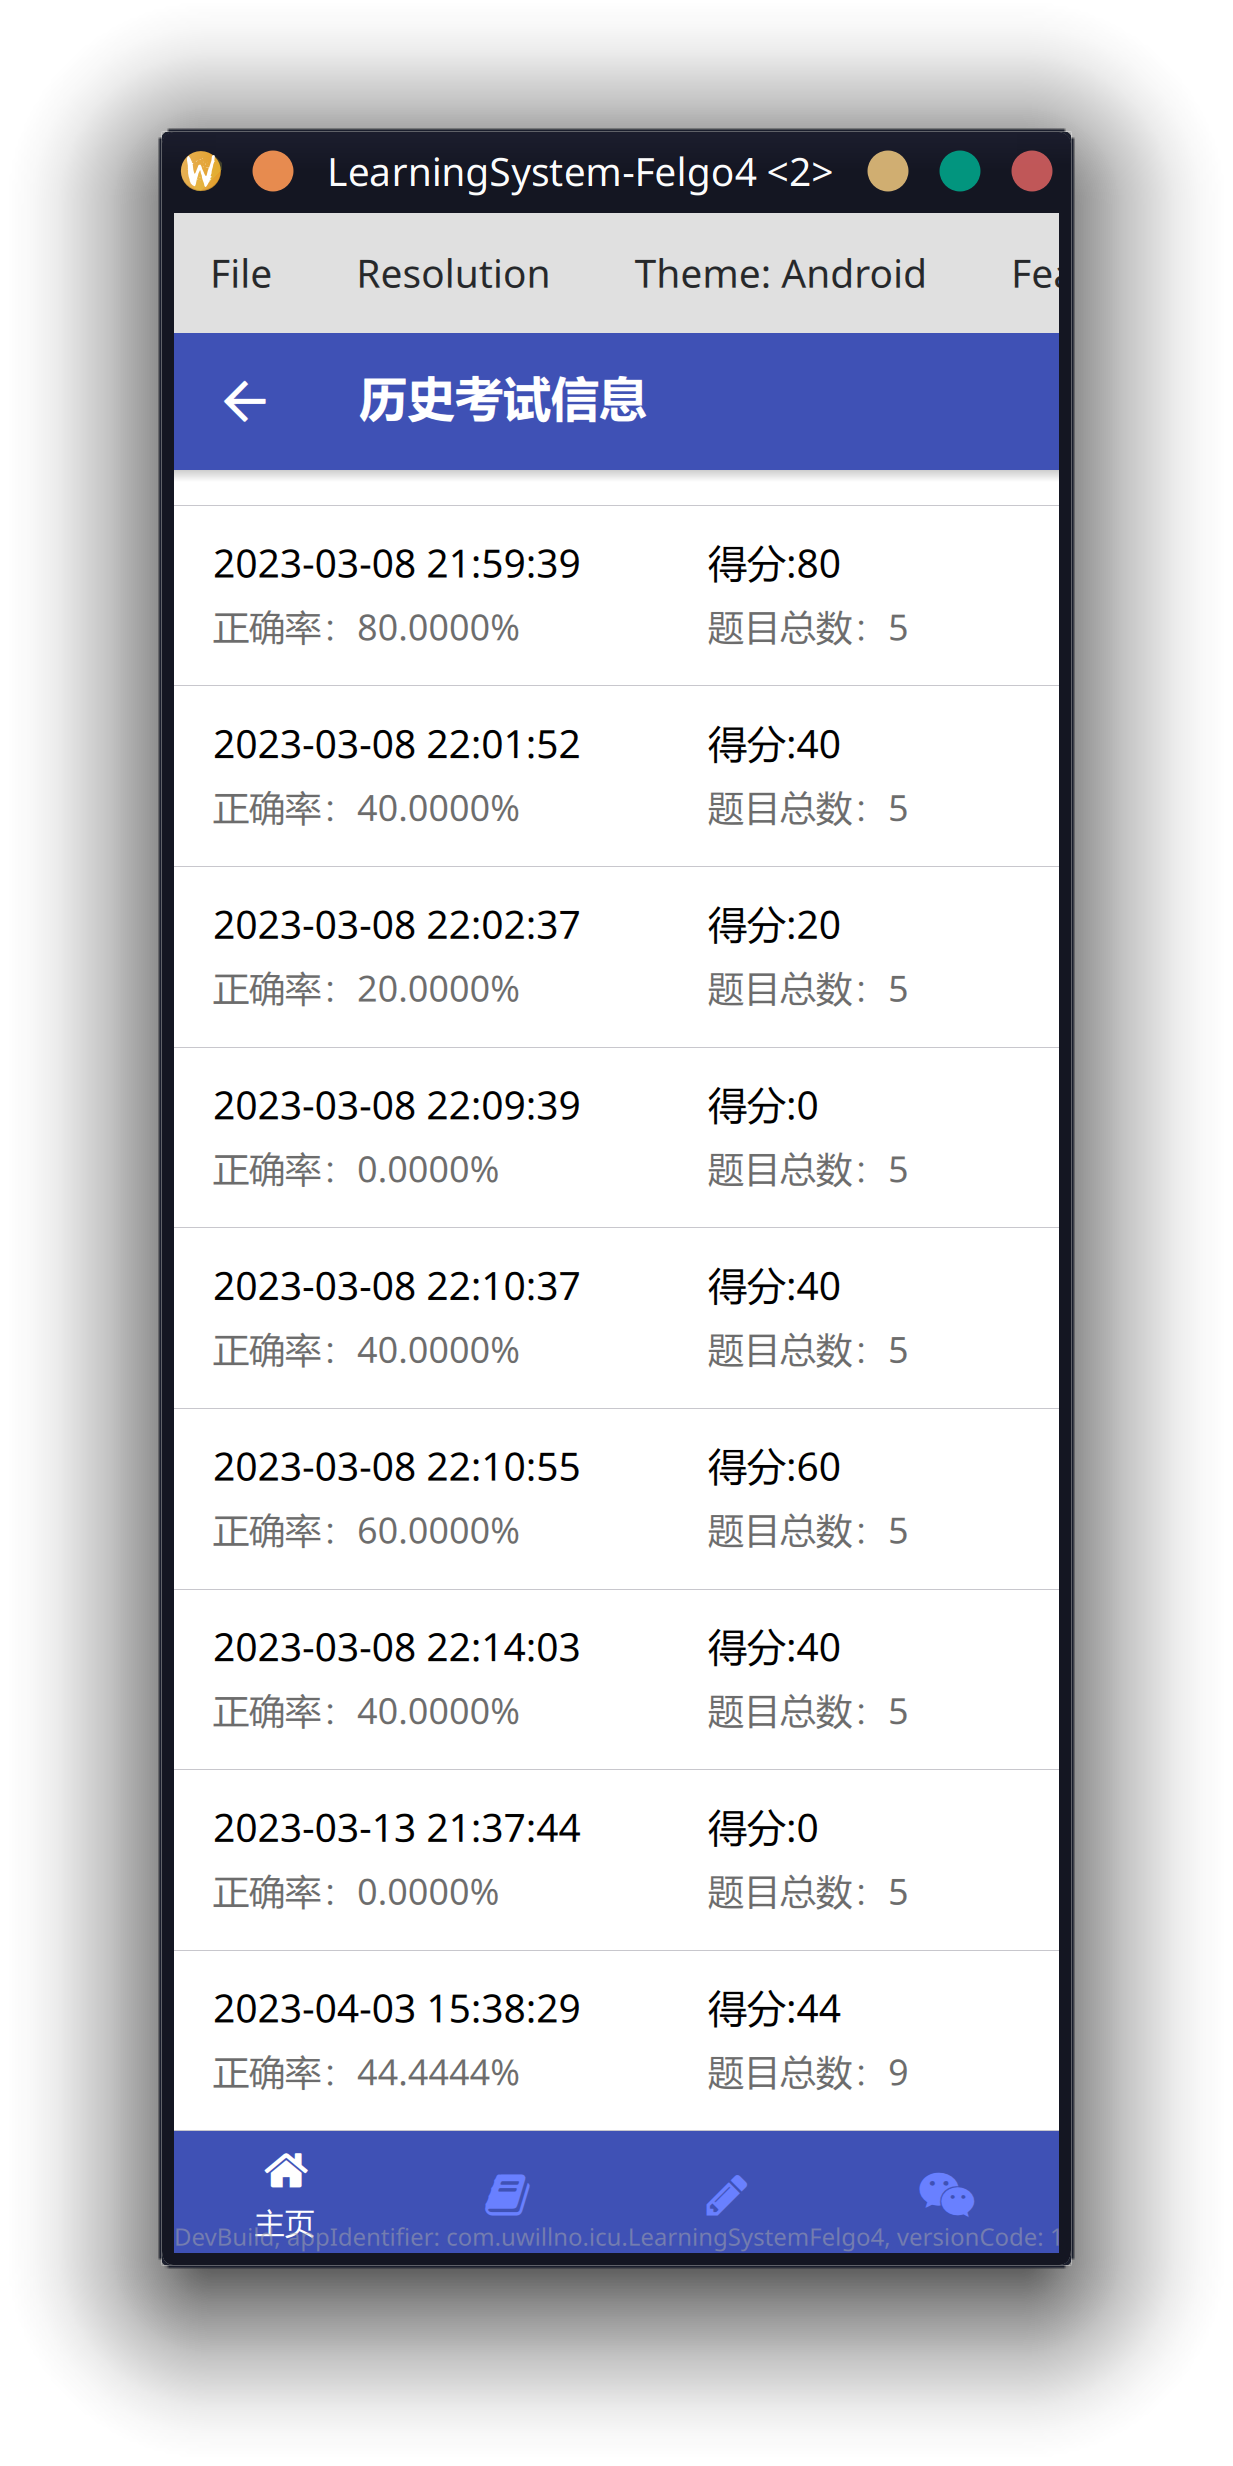 LearningSystem-Felgo4 <2>
File Resolution Theme: Android Fea
历史考试信息
2023-03-08 21:59:39 得分:80
正确率：80.0000% 题目总数：5
2023-03-08 22:01:52 得分:40
正确率：40.0000% 题目总数：5
2023-03-08 22:02:37 得分:20
正确率：20.0000% 题目总数：5
2023-03-08 22:09:39 得分:0
正确率：0.0000% 题目总数：5
2023-03-08 22:10:37 得分:40
正确率：40.0000% 题目总数：5
2023-03-08 22:10:55 得分:60
正确率：60.0000% 题目总数：5
2023-03-08 22:14:03 得分:40
正确率：40.0000% 题目总数：5
2023-03-13 21:37:44 得分:0
正确率：0.0000% 题目总数：5
2023-04-03 15:38:29 得分:44
正确率：44.4444% 题目总数：9
主页
DevBuild, appIdentifier: com.uwillno.icu.LearningSystemFelgo4, versionCode: 1